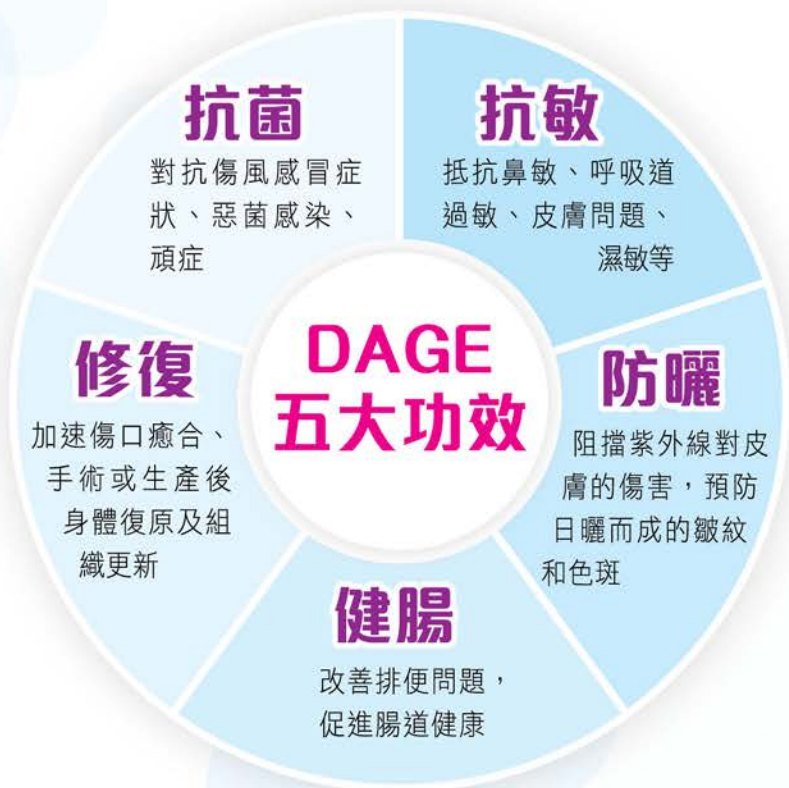 抗菌
對抗傷風感冒症
狀、惡菌感染、
頑症
抗敏
抵抗鼻敏、呼吸道
過敏、皮膚問題、
濕敏等
防曬
阻擋紫外線對皮
膚的傷害，預防
日曬而成的皺紋
和色斑
健腸
改善排便問題，
促進腸道健康
修復
加速傷口癒合、
手術或生產後
身體復原及組
織更新
DAGE
五大功效